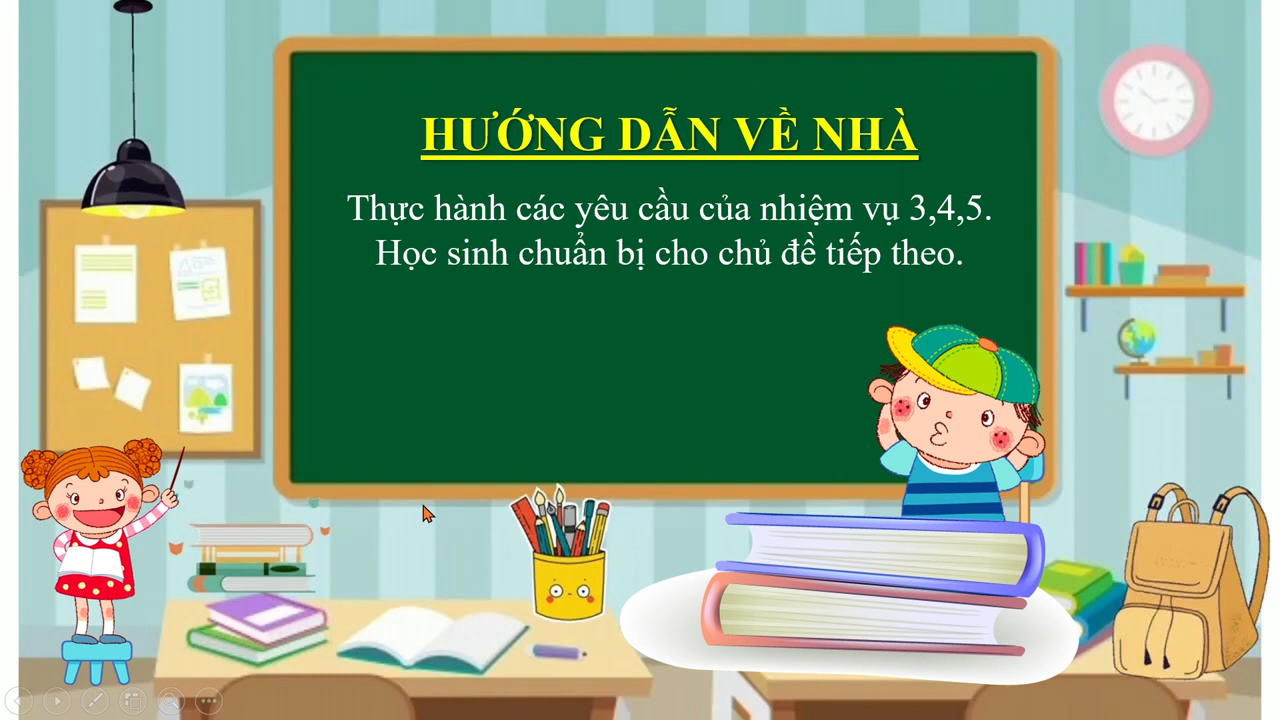 HƯỚNG DẪN VỀ NHÀ
Thực hành các yêu cầu của nhiệm vụ 3,4,5.
Học sinh chuẩn bị cho chủ đề tiếp theo.